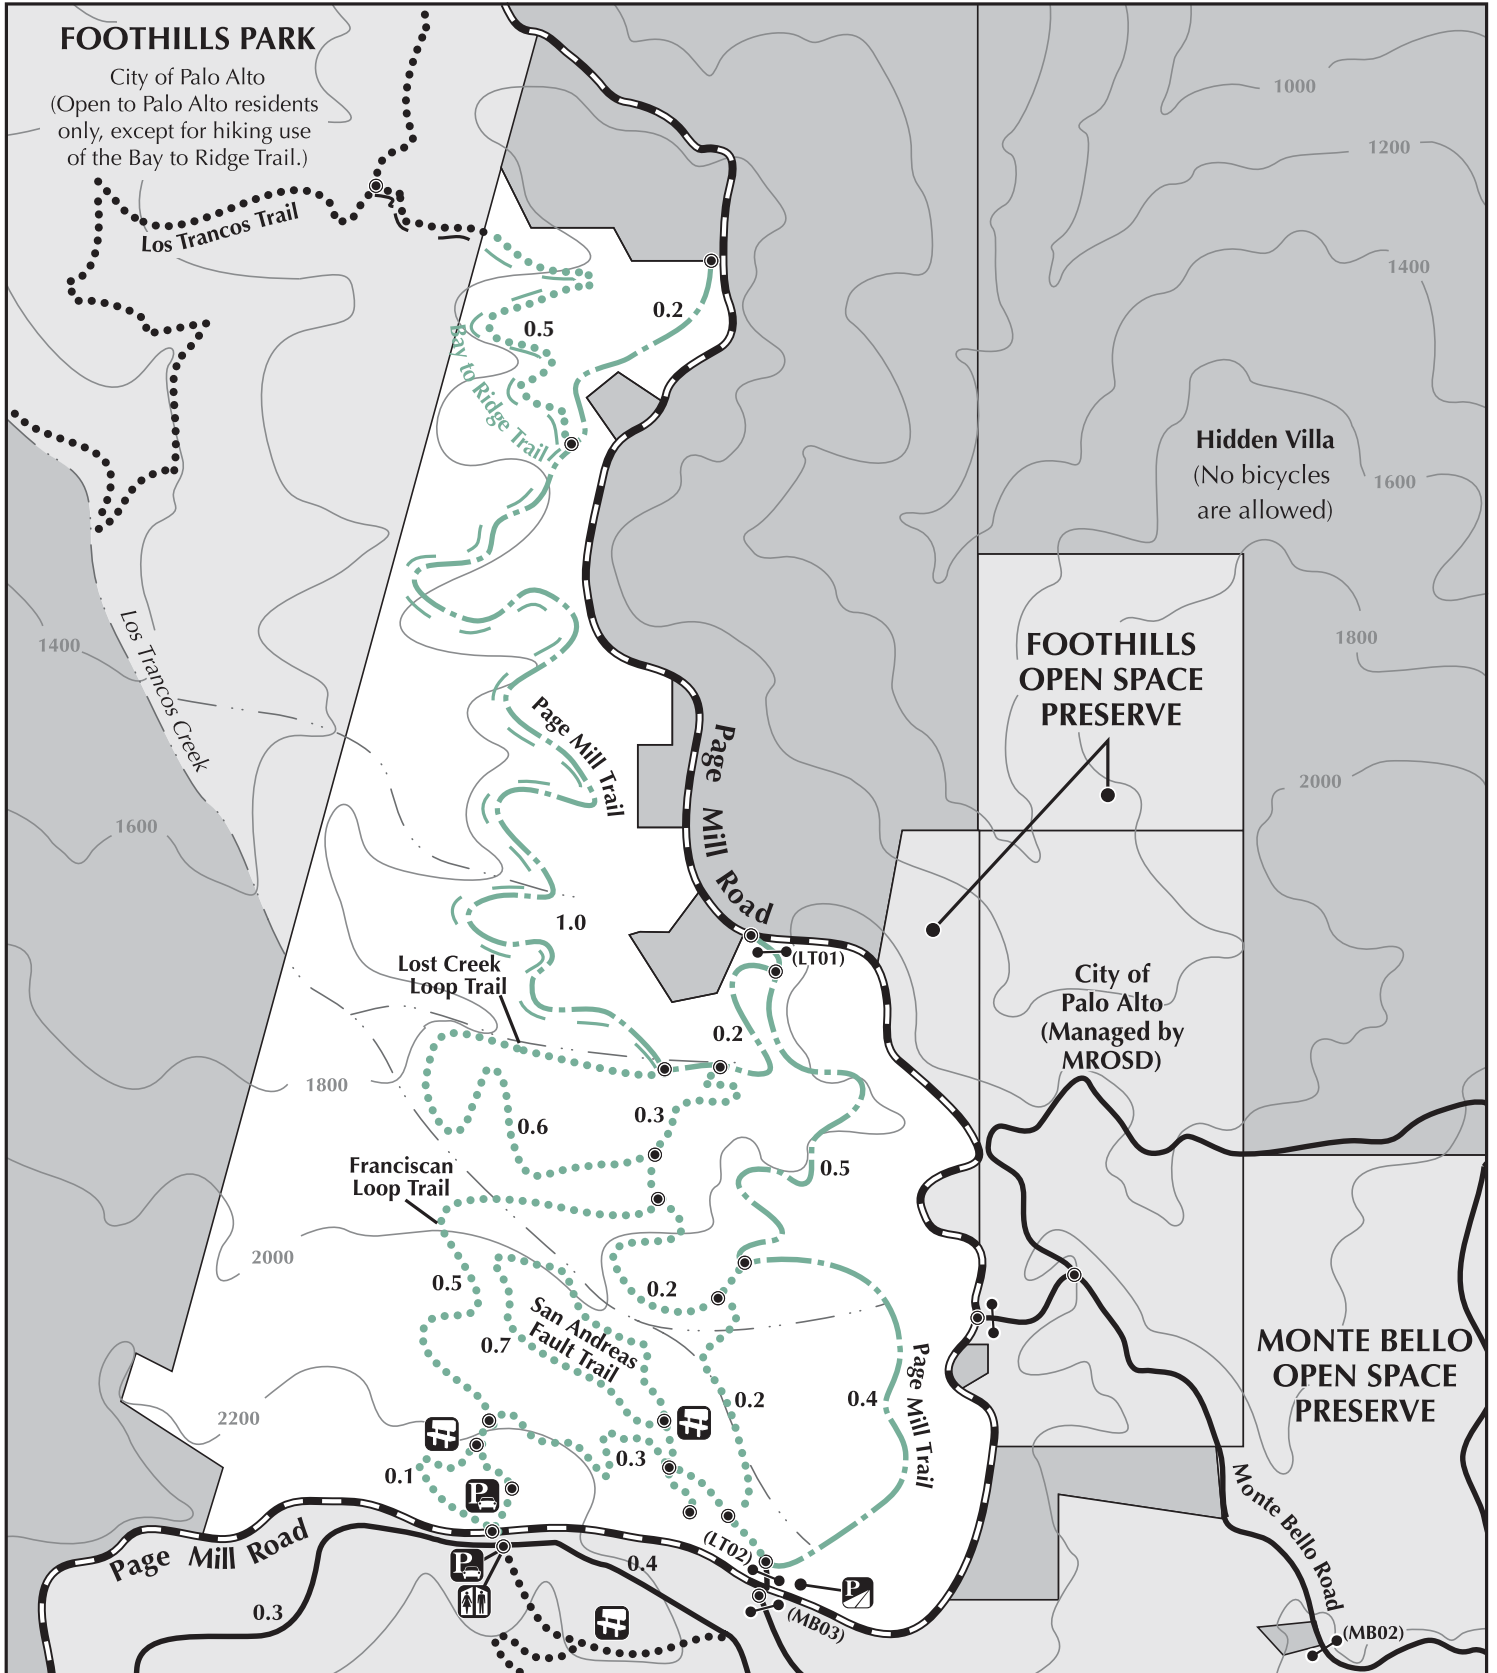 FOOTHILLS PARK
City of Palo Alto
(Open to Palo Alto residents
only, except for hiking use
of the Bay to Ridge Trail.)
1000
1200
Los Trancos Trail
1400
0.2
0.5
Bay to Ridge Trail
Hidden Villa
(No bicycles
are allowed)
1600
FOOTHILLS
OPEN SPACE
PRESERVE
1800
1400
Los Trancos Creek
Page Mill Trail
Page Mill Road
2000
1600
1.0
Lost Creek
Loop Trail
(LT01)
City of
Palo Alto
(Managed by
MROSD)
0.2
1800
0.3
0.6
Franciscan
Loop Trail
0.5
2000
0.5
0.2
San Andreas
Fault Trail
0.7
Page Mill Trail
MONTE BELLO
OPEN SPACE
PRESERVE
0.2
0.4
2200
0.3
0.1
P
Monte Bello Road
Page Mill Road
(LT02)
P
0.4
P
0.3
(MB03)
(MB02)